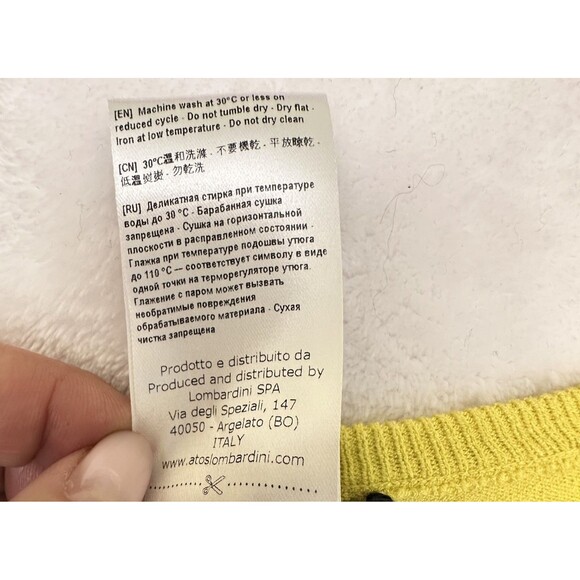 [EN] Machine wash at 30°C or less on
reduced cycle · Do not tumble dry · Dry flat ·
Iron at low temperature · Do not dry clean
[CN] 30℃溫和洗滌 · 不要機乾 · 平放晾乾 ·
低溫熨燙 · 勿乾洗
[RU] Деликатная стирка при температуре
воды до 30 °C · Барабанная сушка
запрещена · Сушка на горизонтальной
плоскости в расправленном состоянии ·
Глажка при температуре подошвы утюга
до 110 °C — соответствует символу в виде
одной точки на терморегуляторе утюга.
Глажение с паром может вызвать
необратимые повреждения
обрабатываемого материала · Сухая
чистка запрещена
Prodotto e distribuito da
Produced and distributed by
Lombardini SPA
Via degli Speziali, 147
40050 - Argelato (BO)
ITALY
www.atoslombardini.com